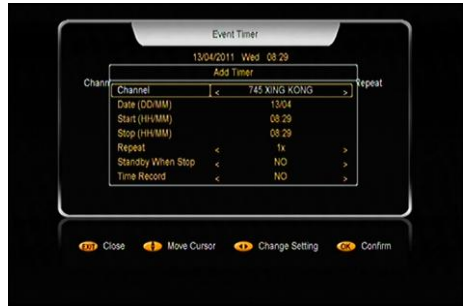 Event Timer
13/04/2011 Wed 08:29
Add Timer
Chann Repeat
Channel < 745 XING KONG >
Date (DD/MM) 13/04
Start (HH/MM) 08:29
Stop (HH/MM) 08:29
Repeat < 1x >
Standby When Stop < NO >
Time Record < NO >
EXIT Close Move Cursor Change Setting OK Confirm